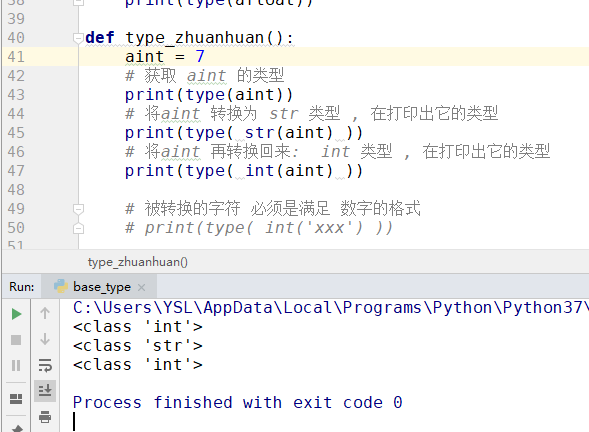 38 print(type(afloat))
39
40 def type_zhuanhuan():
41 aint = 7
42 # 获取 aint 的类型
43 print(type(aint))
44 # 将aint 转换为 str 类型 , 在打印出它的类型
45 print(type( str(aint) ))
46 # 将aint 再转换回来: int 类型 , 在打印出它的类型
47 print(type( int(aint) ))
48
49 # 被转换的字符 必须是满足 数字的格式
50 # print(type( int('xxx') ))
51
type_zhuanhuan()
Run: base_type ×
C:\Users\YSL\AppData\Local\Programs\Python\Python37\
<class 'int'>
<class 'str'>
<class 'int'>
Process finished with exit code 0